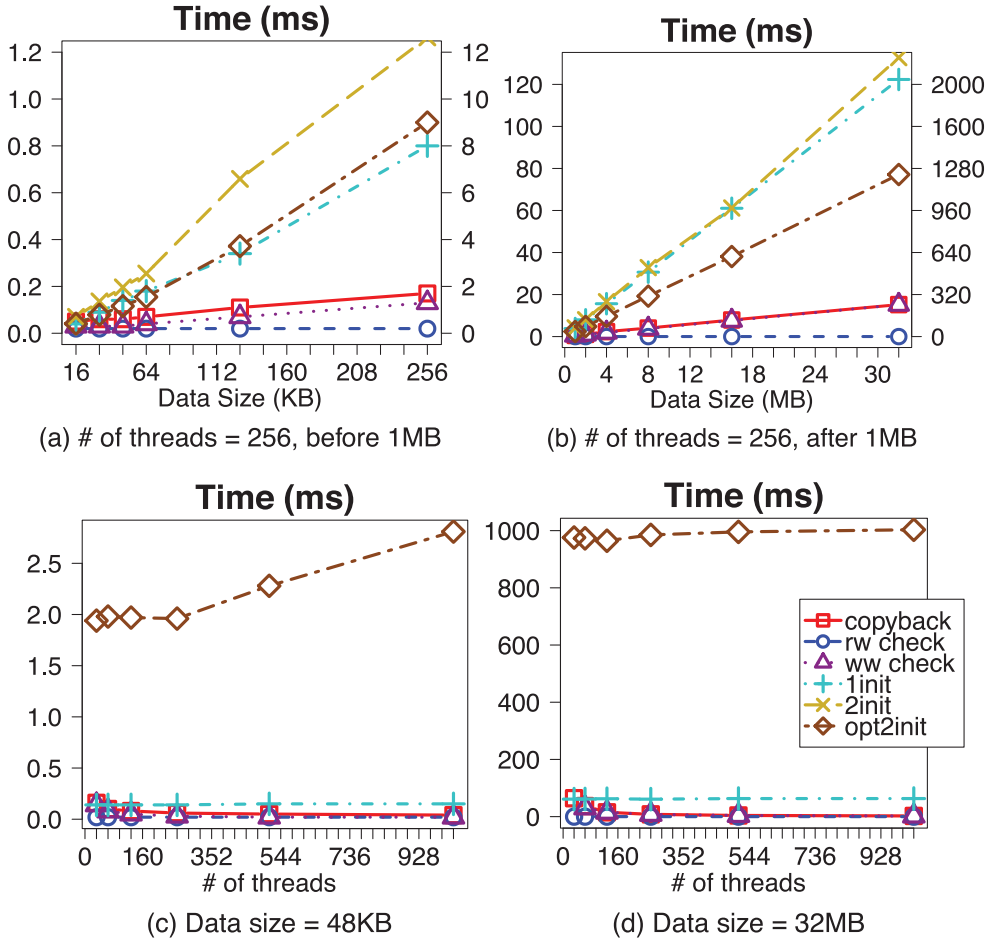 Time (ms)
1.2
1.0
0.8
0.6
0.4
0.2
0.0
12
10
8
6
4
2
0
16 64 112 160 208 256
Data Size (KB)
(a) # of threads = 256, before 1MB
Time (ms)
120
100
80
60
40
20
0
2000
1600
1280
960
640
320
0
0 4 8 12 18 24 30
Data Size (MB)
(b) # of threads = 256, after 1MB
Time (ms)
2.5
2.0
1.5
1.0
0.5
0.0
0 160 352 544 736 928
# of threads
(c) Data size = 48KB
Time (ms)
1000
800
600
400
200
0
0 160 352 544 736 928
# of threads
(d) Data size = 32MB
copyback
rw check
ww check
1init
2init
opt2init